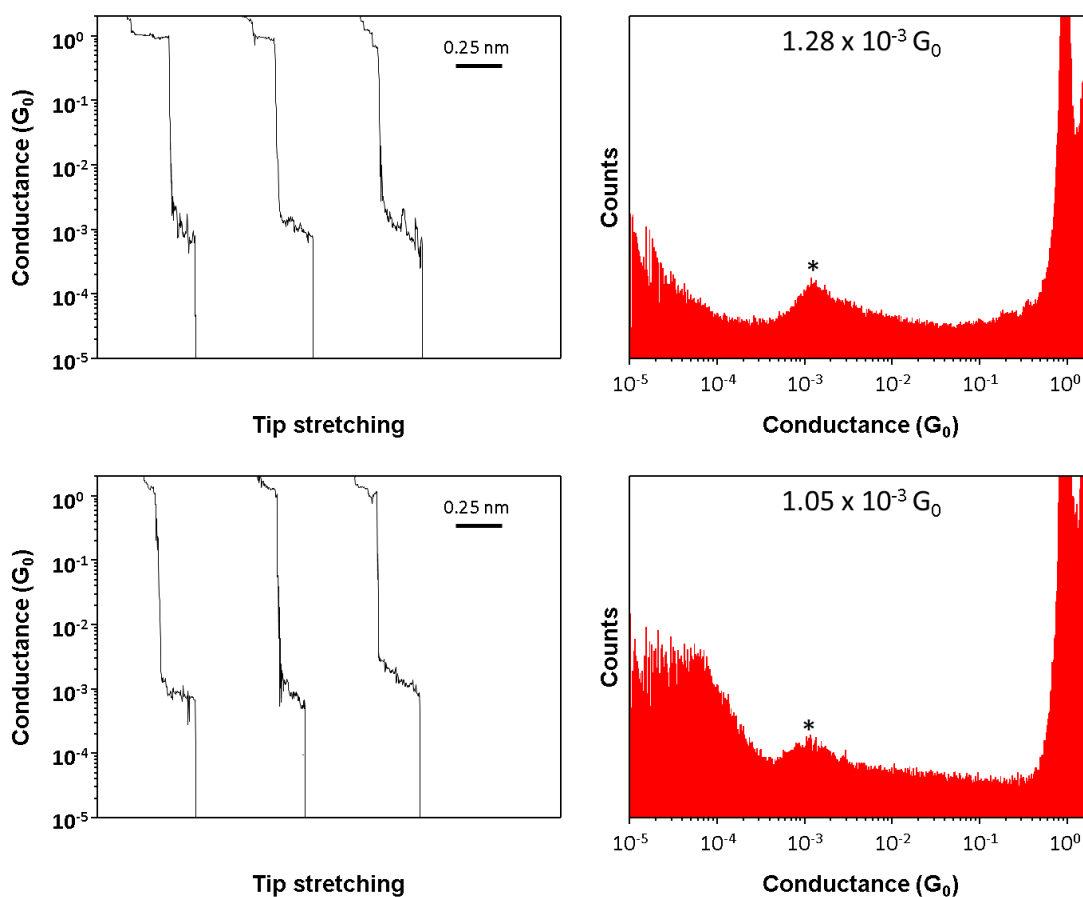 Conductance (G₀)
10⁰
10⁻¹
10⁻²
10⁻³
10⁻⁴
10⁻⁵
0.25 nm
Tip stretching
Counts
1.28 x 10⁻³ G₀
*
10⁻⁵ 10⁻⁴ 10⁻³ 10⁻² 10⁻¹ 10⁰
Conductance (G₀)
Conductance (G₀)
10⁰
10⁻¹
10⁻²
10⁻³
10⁻⁴
10⁻⁵
0.25 nm
Tip stretching
Counts
1.05 x 10⁻³ G₀
*
10⁻⁵ 10⁻⁴ 10⁻³ 10⁻² 10⁻¹ 10⁰
Conductance (G₀)